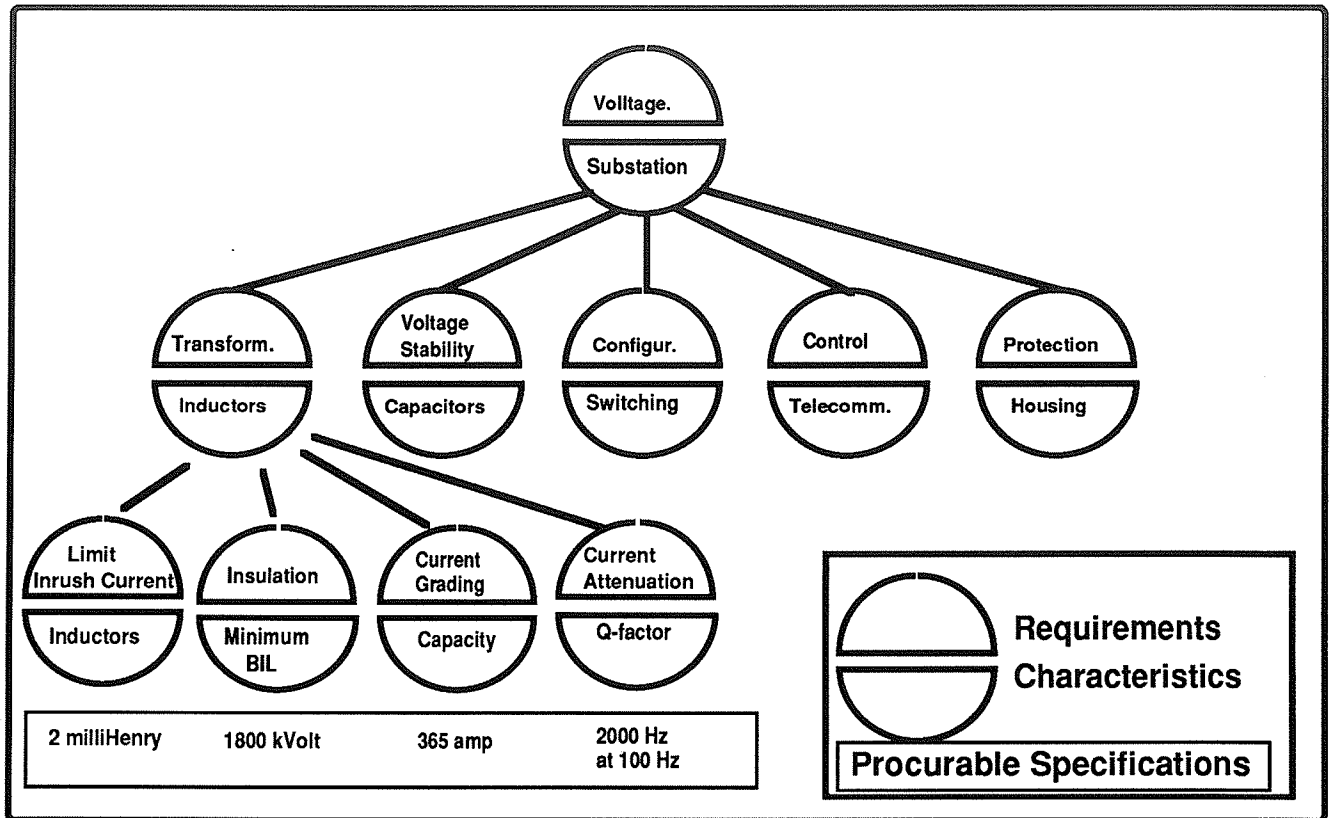 Volltage.
Substation
Transform.
Inductors
Voltage
Stability
Capacitors
Configur.
Switching
Control
Telecomm.
Protection
Housing
Limit
Inrush Current
Inductors
Insulation
Minimum
BIL
Current
Grading
Capacity
Current
Attenuation
Q-factor
2 milliHenry
1800 kVolt
365 amp
2000 Hz
at 100 Hz
Requirements
Characteristics
Procurable Specifications